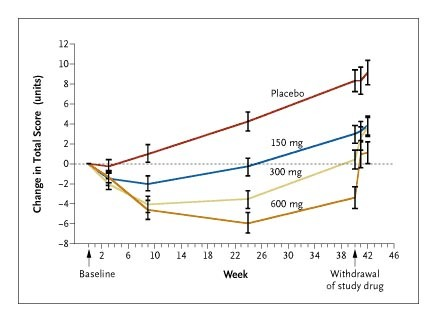 12
10
8
6
4
2
0
−2
−4
−6
−8
Change in Total Score (units)
Placebo
150 mg
300 mg
600 mg
2 6 10 14 18 22 26 30 34 38 42 46
Baseline
Week
Withdrawal
of study drug